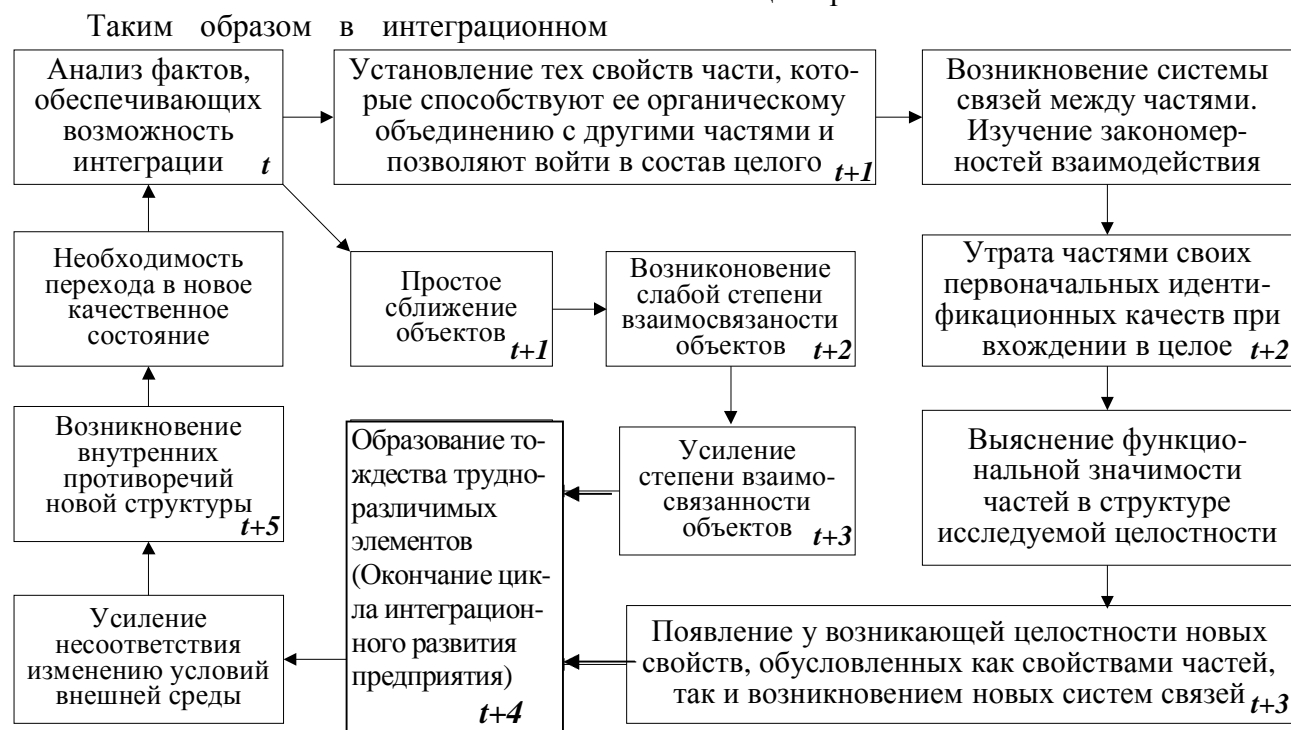 Таким образом в интеграционном
Анализ фактов,
обеспечивающих
возможность
интеграции t
Установление тех свойств части, кото-
рые способствуют ее органическому
объединению с другими частями и
позволяют войти в состав целого t+1
Возникновение системы
связей между частями.
Изучение закономер-
ностей взаимодействия
Необходимость
перехода в новое
качественное
состояние
Простое
сближение
объектов t+1
Возниконовение
слабой степени
взаимосвязаности
объектов t+2
Утрата частями своих
первоначальных иденти-
фикационных качеств при
вхождении в целое t+2
Возникновение
внутренних
противоречий
новой структуры
t+5
Образование то-
ждества трудно-
различимых
элементов
(Окончание цик-
ла интеграцион-
ного развития
предприятия)
t+4
Усиление
степени взаимо-
связанности
объектов t+3
Выяснение функцио-
нальной значимости
частей в структуре
исследуемой целостности
Усиление
несоответствия
изменению условий
внешней среды
Появление у возникающей целостности новых
свойств, обусловленных как свойствами частей,
так и возникновением новых систем связей t+3